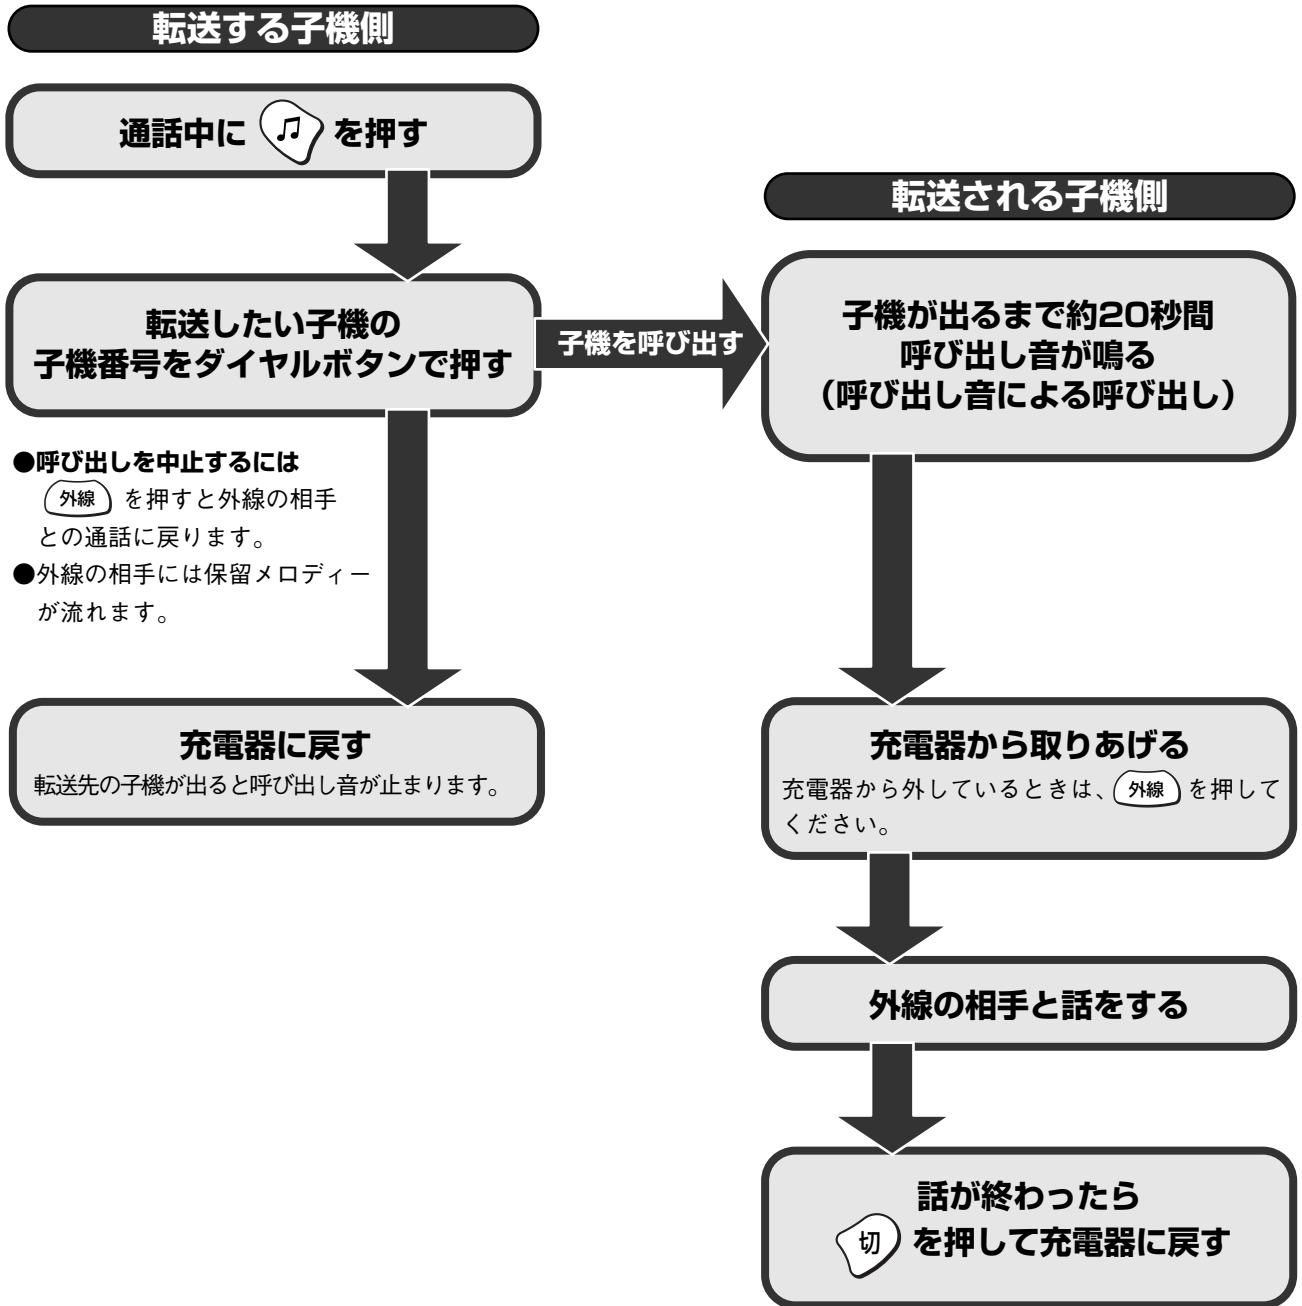 転送する子機側
通話中に ♫ を押す
転送したい子機の
子機番号をダイヤルボタンで押す
●呼び出しを中止するには
外線 を押すと外線の相手
との通話に戻ります。
●外線の相手には保留メロディー
が流れます。
充電器に戻す
転送先の子機が出ると呼び出し音が止まります。
子機を呼び出す
転送される子機側
子機が出るまで約20秒間
呼び出し音が鳴る
（呼び出し音による呼び出し）
充電器から取りあげる
充電器から外しているときは、 外線 を押して
ください。
外線の相手と話をする
話が終わったら
切 を押して充電器に戻す